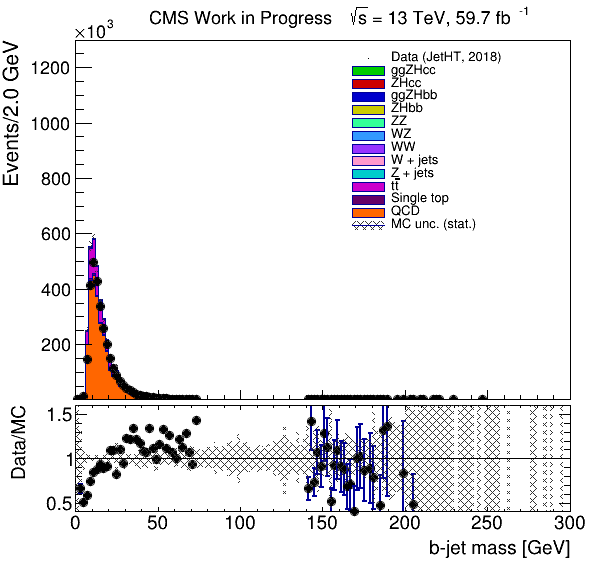 CMS Work in Progress √s = 13 TeV, 59.7 fb⁻¹
×10³
Events/2.0 GeV
1200
1000
800
600
400
200
Data (JetHT, 2018)
ggZHcc
ZHcc
ggZHbb
ZHbb
ZZ
WZ
WW
W + jets
Z + jets
tt̅
Single top
QCD
MC unc. (stat.)
Data/MC
1.5
1
0.5
0 50 100 150 200 250 300
b-jet mass [GeV]